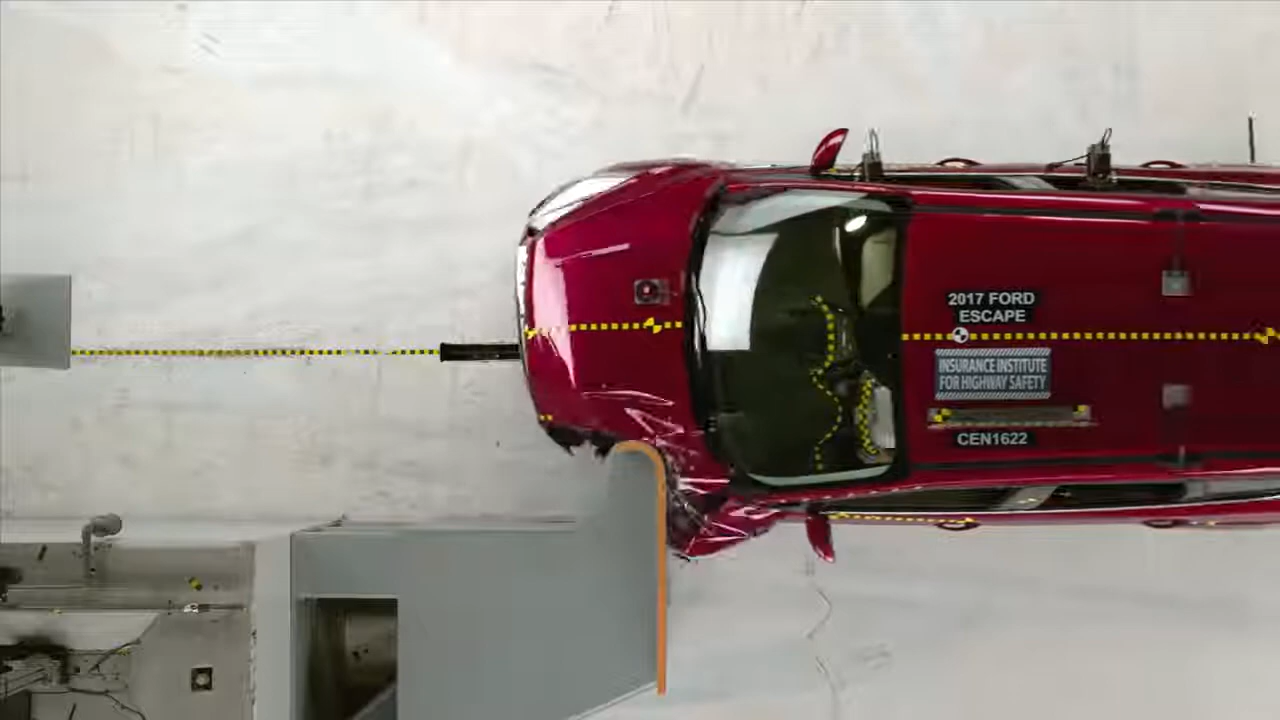 2017 FORD
ESCAPE
INSURANCE INSTITUTE
FOR HIGHWAY SAFETY
CEN1622